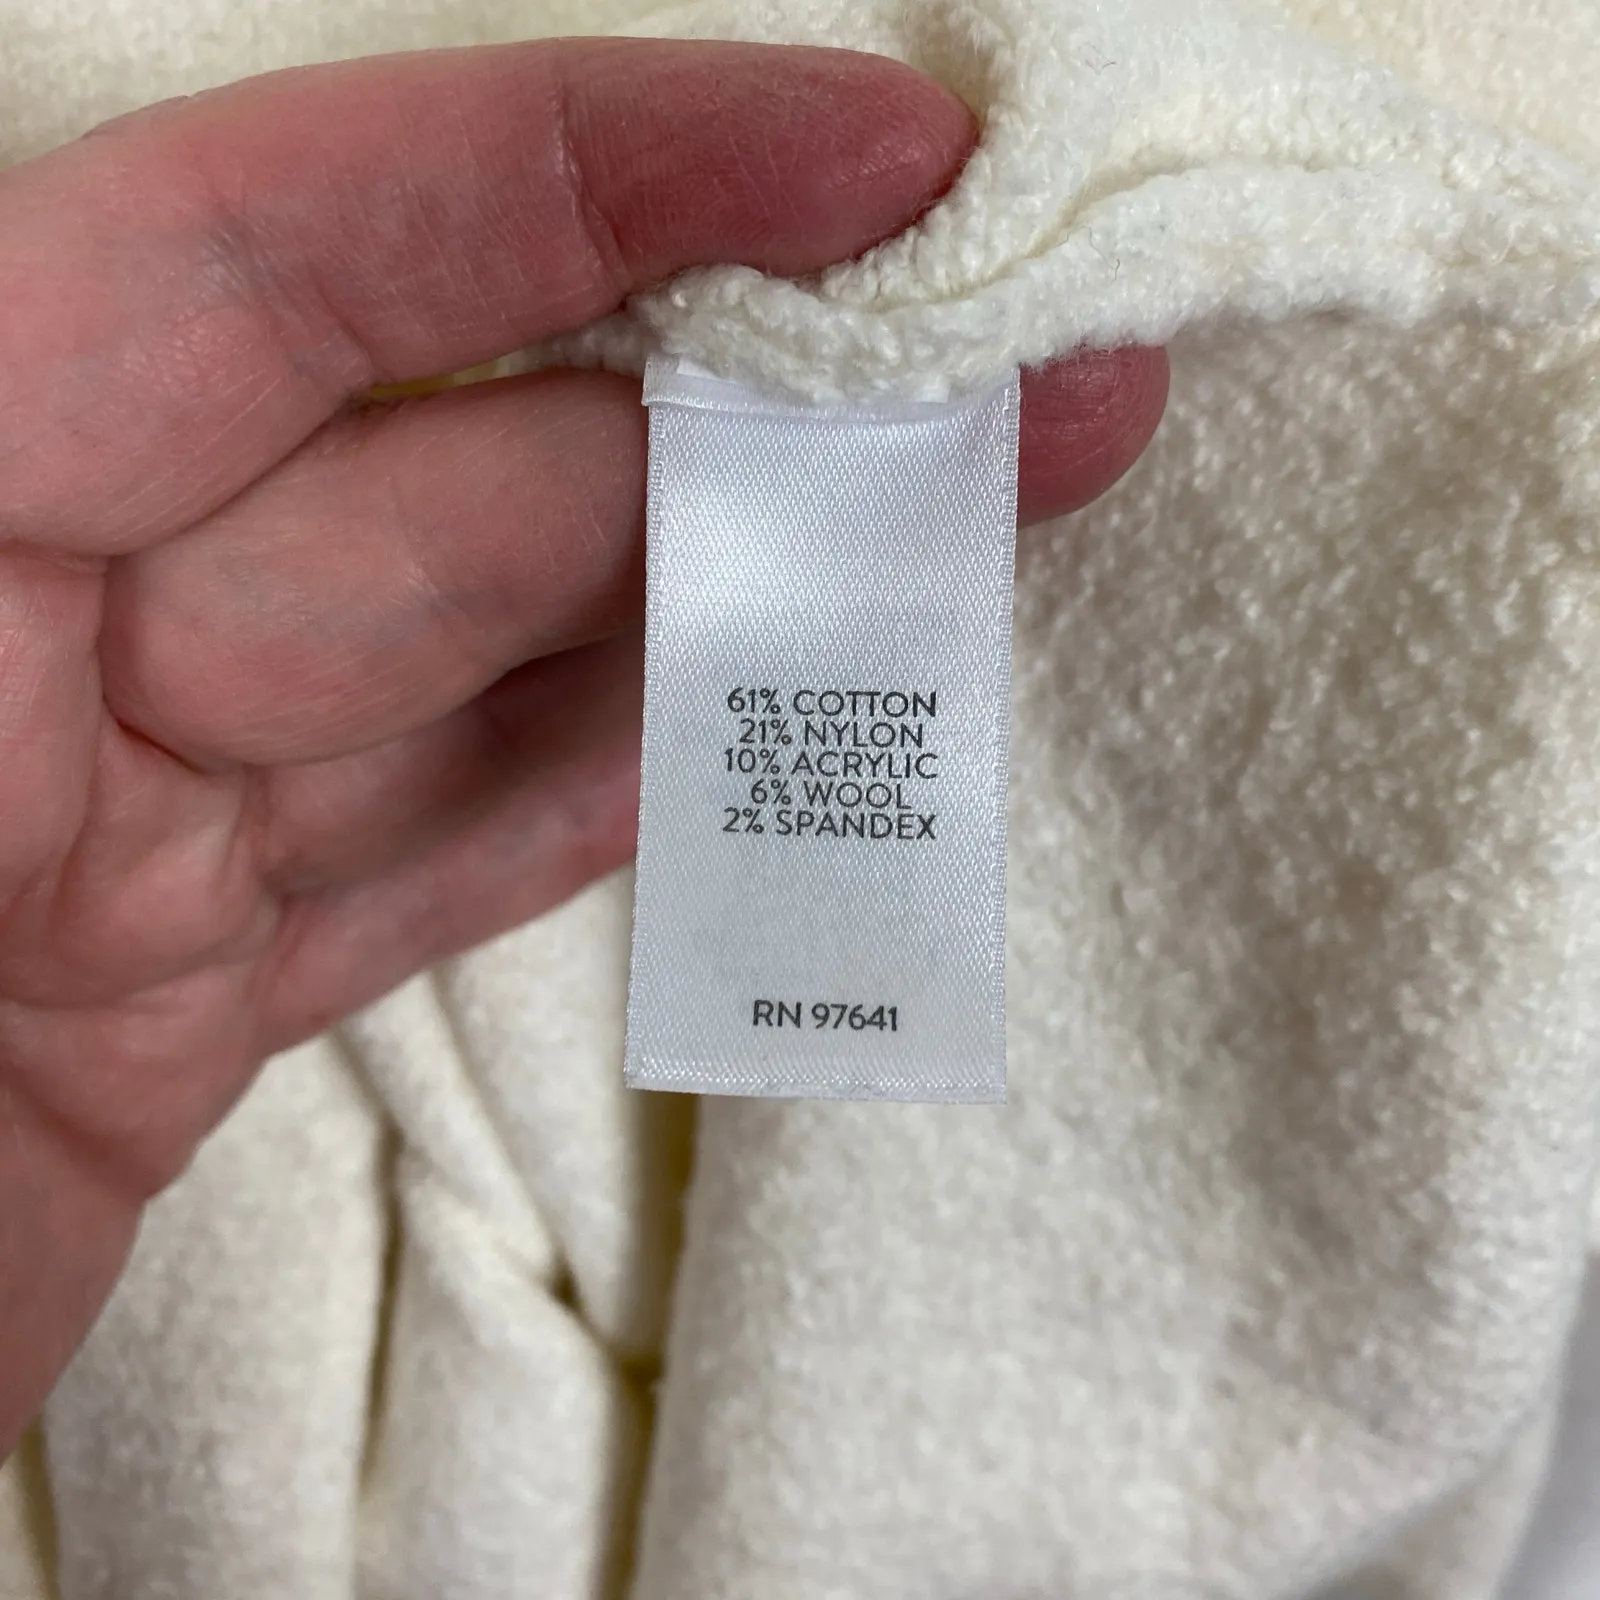 61% COTTON
21% NYLON
10% ACRYLIC
6% WOOL
2% SPANDEX
RN 97641